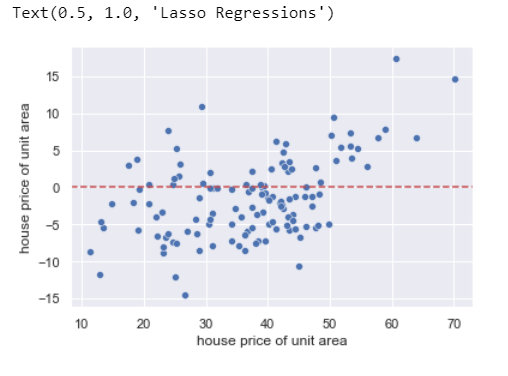 Text(0.5, 1.0, 'Lasso Regressions')
15
10
5
0
−5
−10
−15
house price of unit area
10 20 30 40 50 60 70
house price of unit area